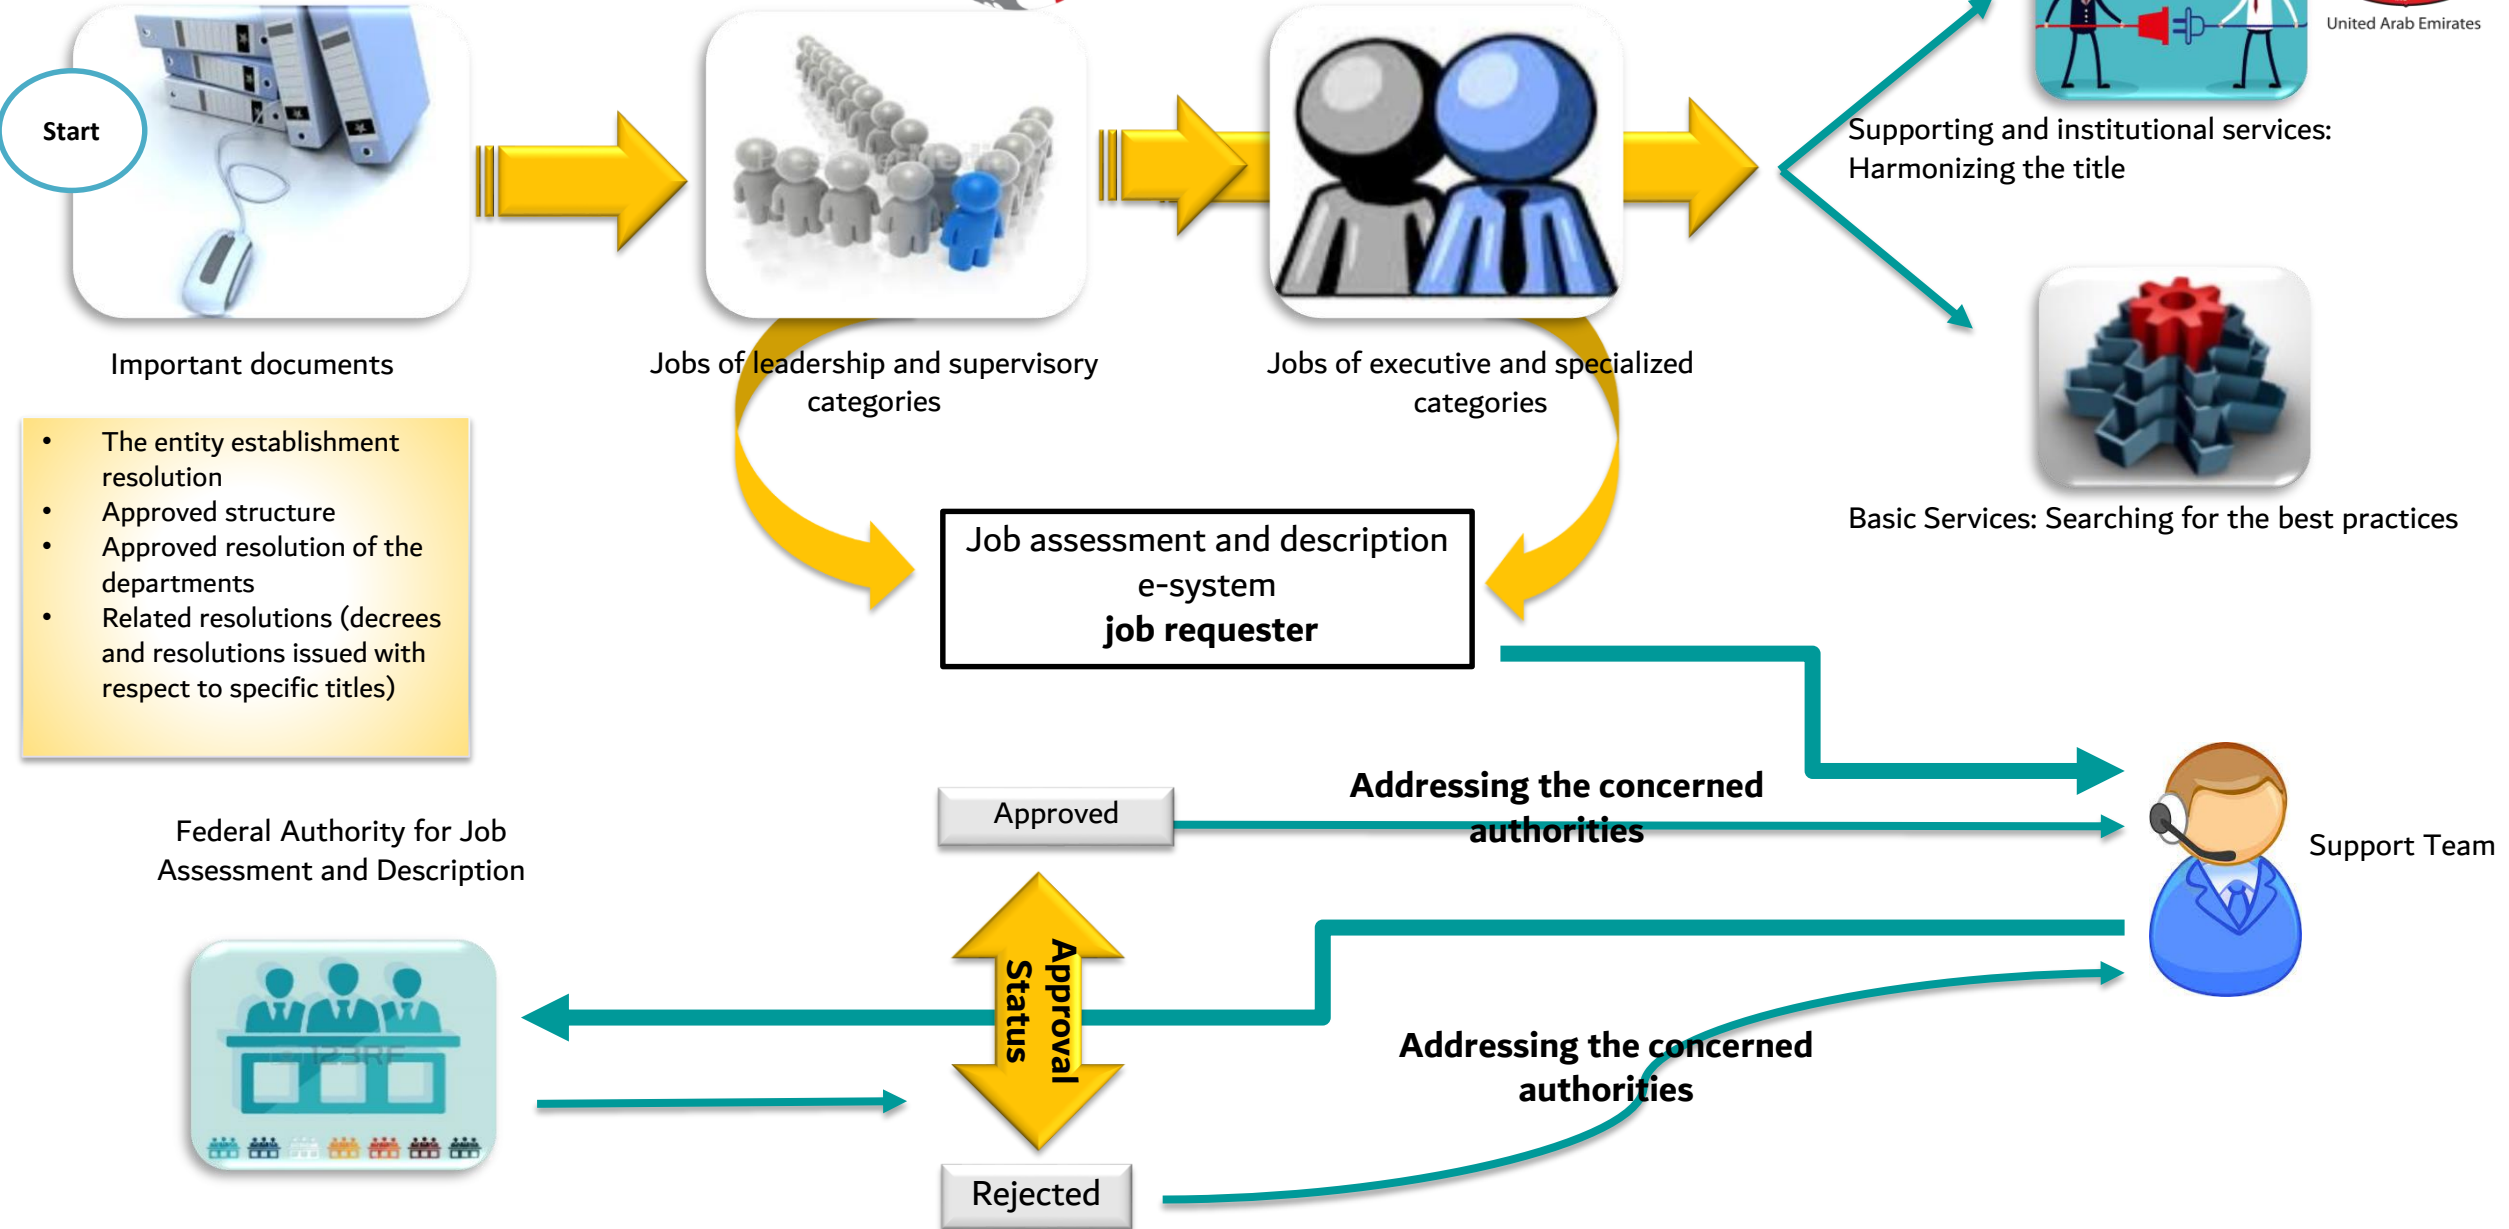 United Arab Emirates
Start
Supporting and institutional services:
Harmonizing the title
Important documents
Jobs of leadership and supervisory
categories
Jobs of executive and specialized
categories
• The entity establishment
resolution
• Approved structure
• Approved resolution of the
departments
• Related resolutions (decrees
and resolutions issued with
respect to specific titles)
Basic Services: Searching for the best practices
Job assessment and description
e-system
job requester
Federal Authority for Job
Assessment and Description
Approved
Addressing the concerned
authorities
Support Team
Approval
Status
123RF
Addressing the concerned
authorities
Rejected